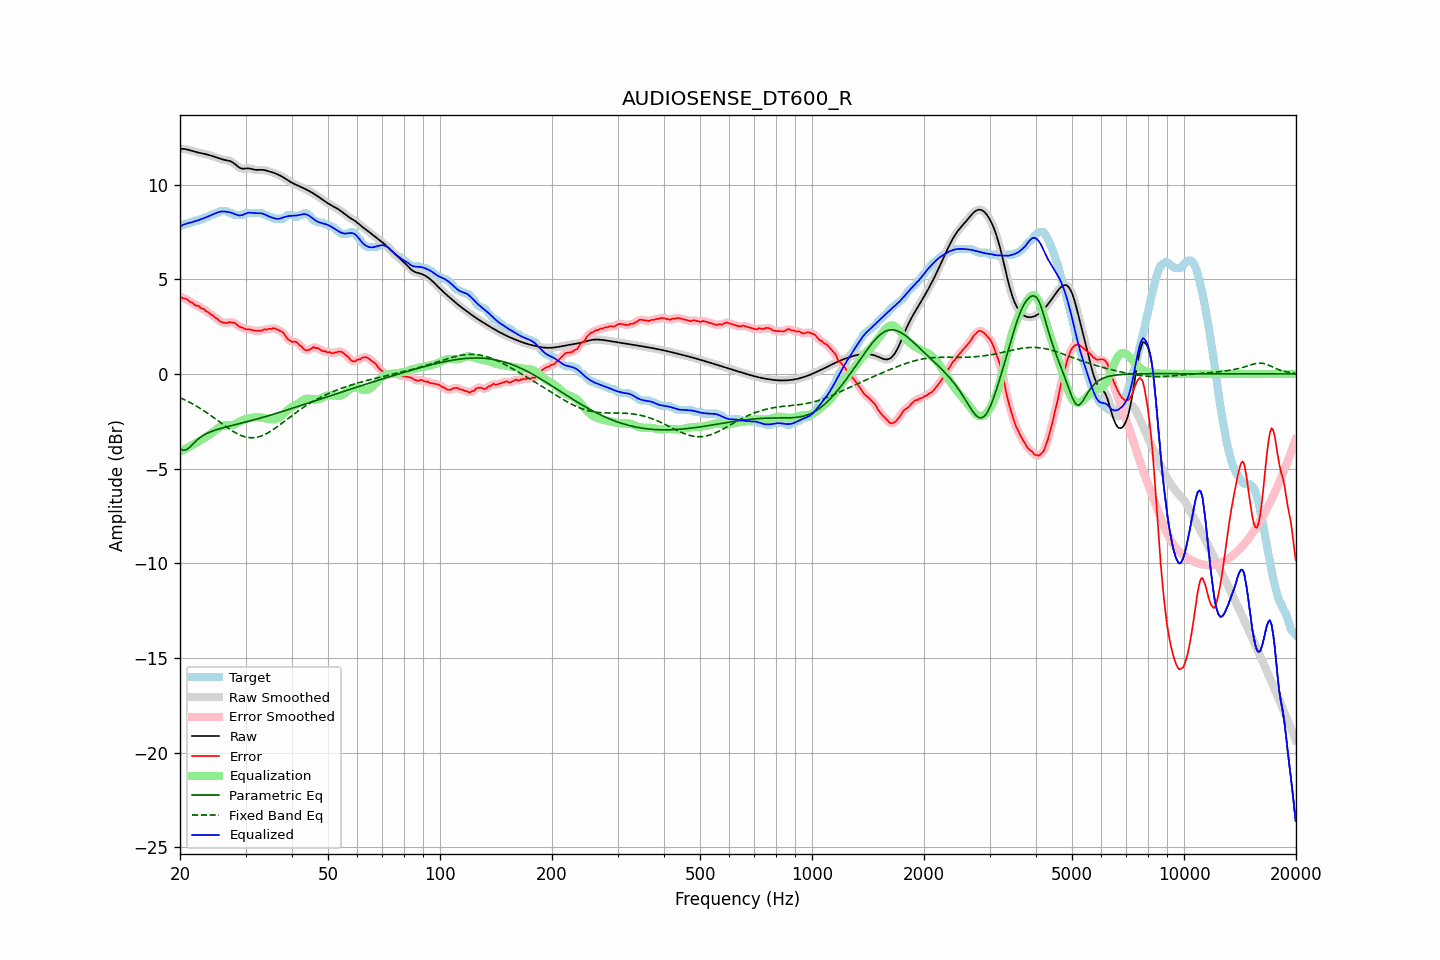 AUDIOSENSE_DT600_R
Amplitude (dBr)
10
5
0
−5
−10
−15
−20
−25
Target
Raw Smoothed
Error Smoothed
Raw
Error
Equalization
Parametric Eq
Fixed Band Eq
Equalized
20 50 100 200 500 1000 2000 5000 10000 20000
Frequency (Hz)